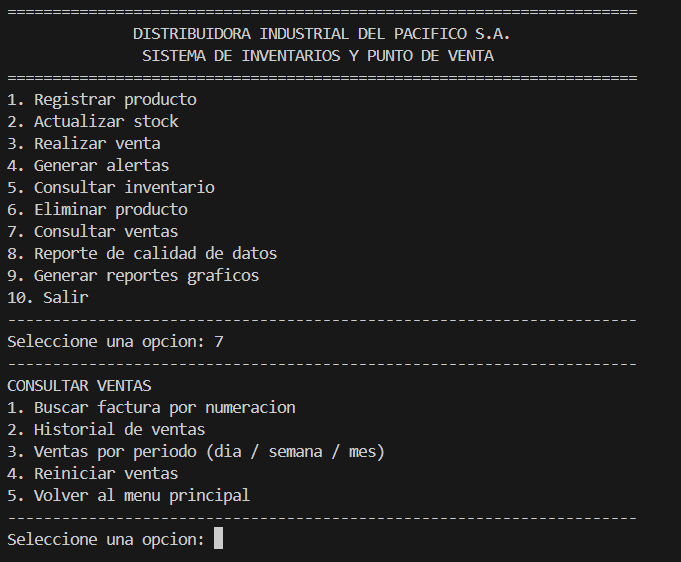 ======================================================================
DISTRIBUIDORA INDUSTRIAL DEL PACIFICO S.A.
SISTEMA DE INVENTARIOS Y PUNTO DE VENTA
======================================================================
1. Registrar producto
2. Actualizar stock
3. Realizar venta
4. Generar alertas
5. Consultar inventario
6. Eliminar producto
7. Consultar ventas
8. Reporte de calidad de datos
9. Generar reportes graficos
10. Salir
----------------------------------------------------------------------
Seleccione una opcion: 7
----------------------------------------------------------------------
CONSULTAR VENTAS
1. Buscar factura por numeracion
2. Historial de ventas
3. Ventas por periodo (dia / semana / mes)
4. Reiniciar ventas
5. Volver al menu principal
----------------------------------------------------------------------
Seleccione una opcion: